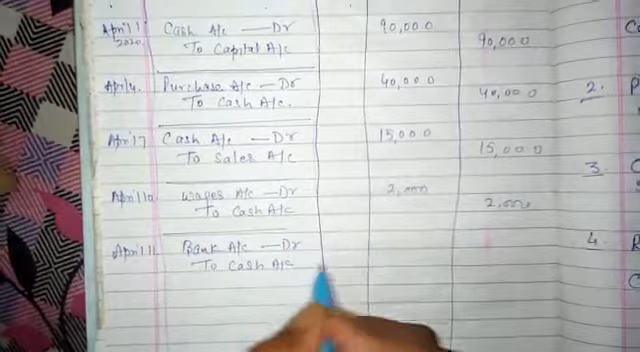 April 1 Cash A/c — Dr 90,000
2020 To Capital A/c 90,000
April 4. Purchase A/c — Dr 40,000
To Cash A/c. 40,000
April 7 Cash A/c — Dr 15,000
To Sales A/c 15,000
April 10 Wages A/c — Dr 2,000
To Cash A/c 2,000
April 11 Bank A/c — Dr
To Cash A/c
2. P
3. C
4. R
C